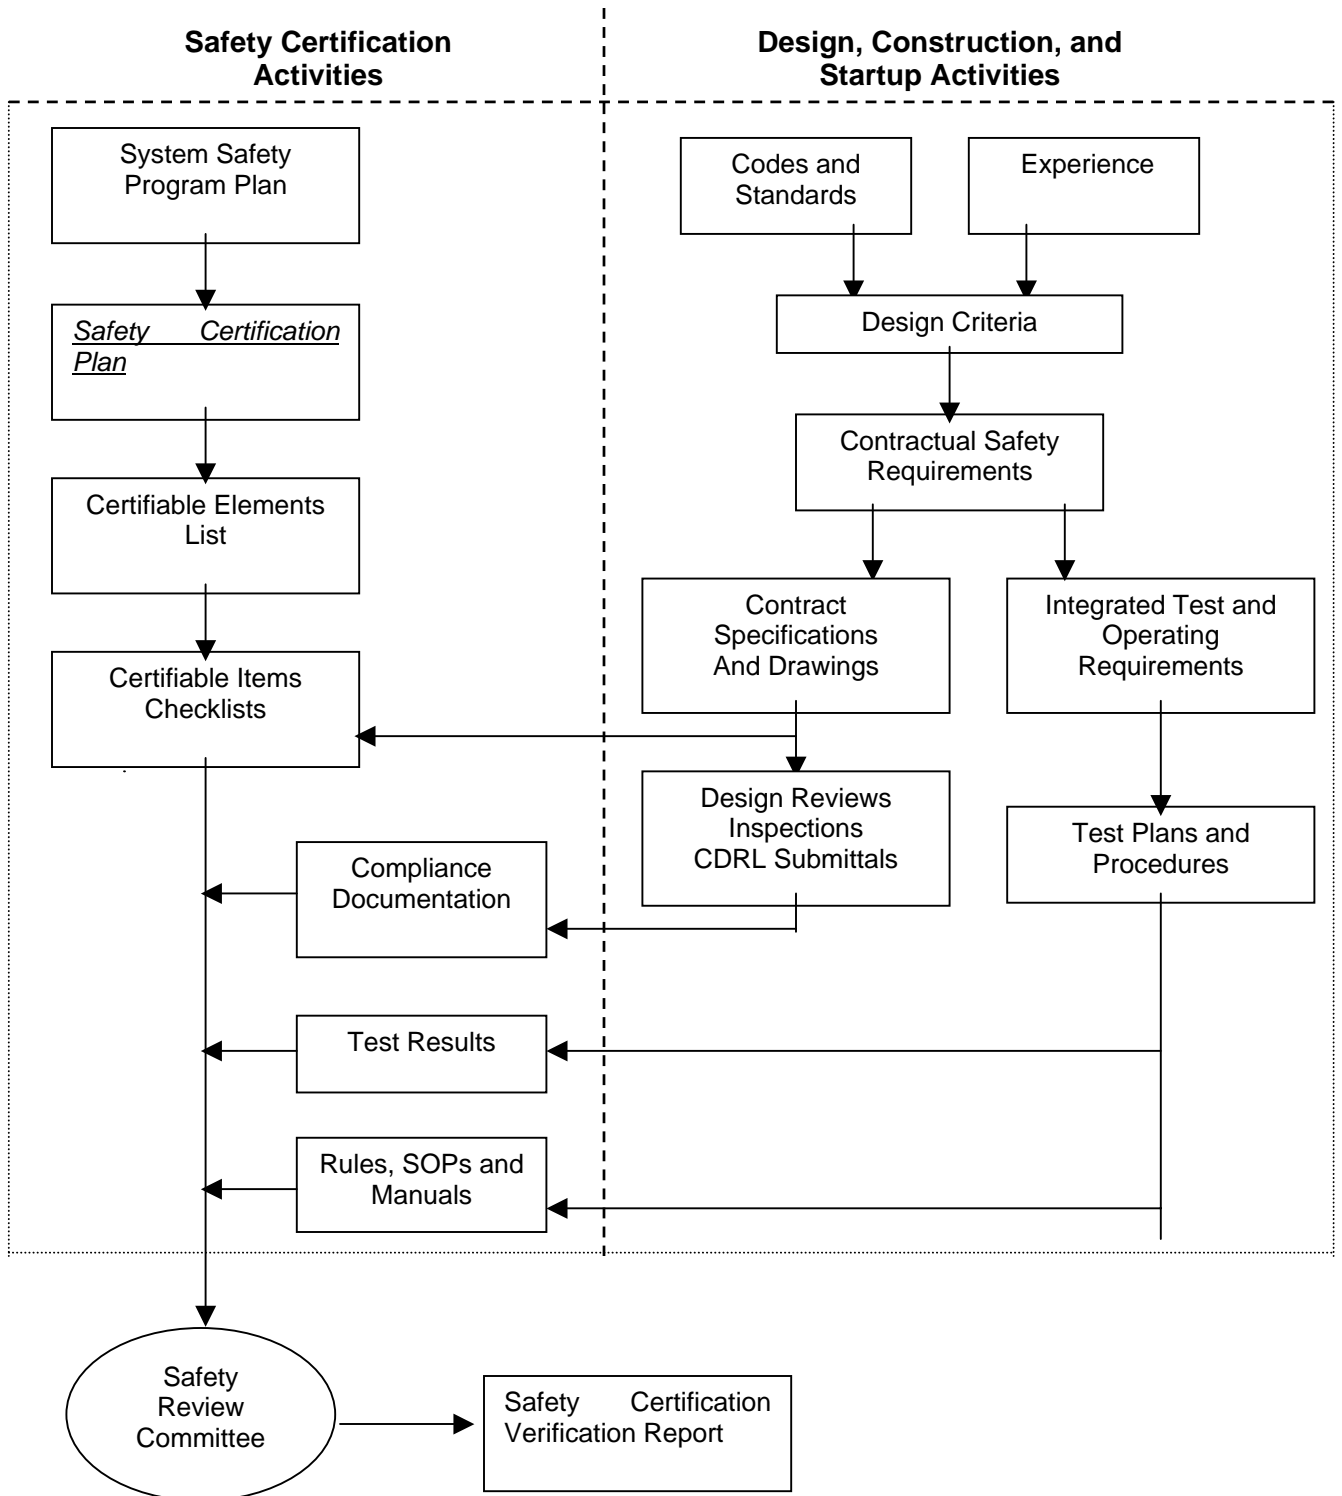 Safety Certification
Activities
Design, Construction, and
Startup Activities
System Safety
Program Plan
Codes and
Standards
Experience
Safety Certification
Plan
Design Criteria
Contractual Safety
Requirements
Certifiable Elements
List
Contract
Specifications
And Drawings
Integrated Test and
Operating
Requirements
Certifiable Items
Checklists
Design Reviews
Inspections
CDRL Submittals
Test Plans and
Procedures
Compliance
Documentation
Test Results
Rules, SOPs and
Manuals
Safety
Review
Committee
Safety Certification
Verification Report